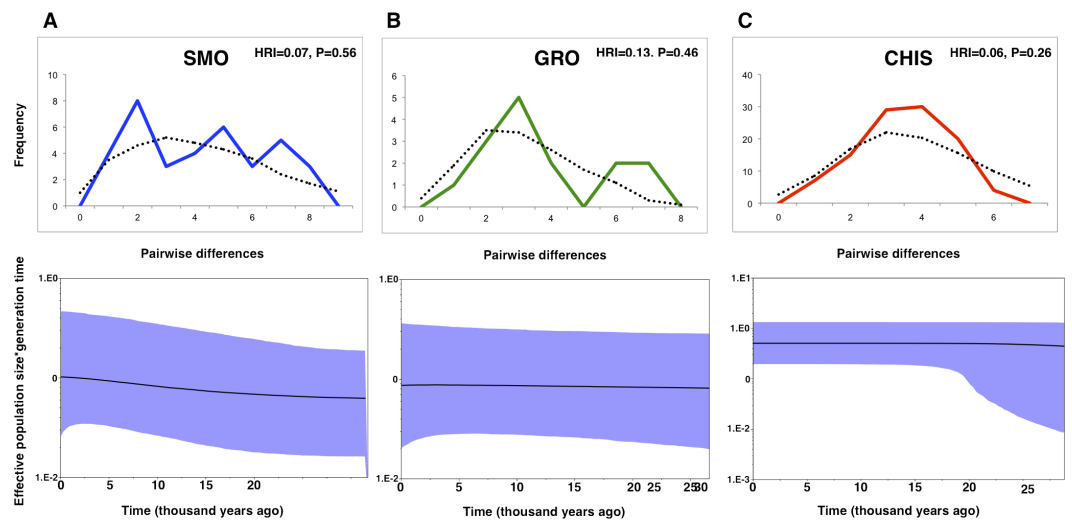 A
B
C
SMO
HRI=0.07, P=0.56
GRO
HRI=0.13. P=0.46
CHIS
HRI=0.06, P=0.26
Frequency
10
8
6
4
2
0
0 2 4 6 8
6
5
4
3
2
1
0
0 2 4 6 8
40
30
20
10
0
0 2 4 6
Pairwise differences
Pairwise differences
Pairwise differences
Effective population size*generation time
1.E0
0
1.E-2
0 5 10 15 20
1.E0
0
1.E-2
0 5 10 15 20 25 2530
1.E1
1.E0
0
1.E-2
1.E-3
0 5 10 15 20 25
Time (thousand years ago)
Time (thousand years ago)
Time (thousand years ago)